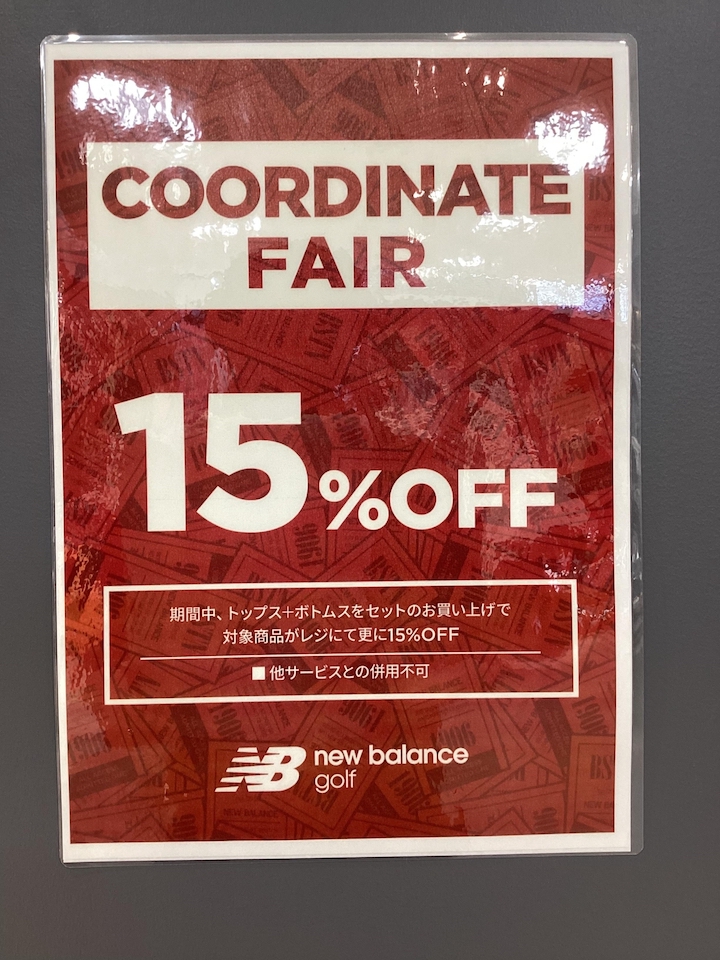 COORDINATE
FAIR
15%OFF
期間中、トップス＋ボトムスをセットのお買い上げで
対象商品がレジにて更に15%OFF
■他サービスとの併用不可
NB new balance
golf